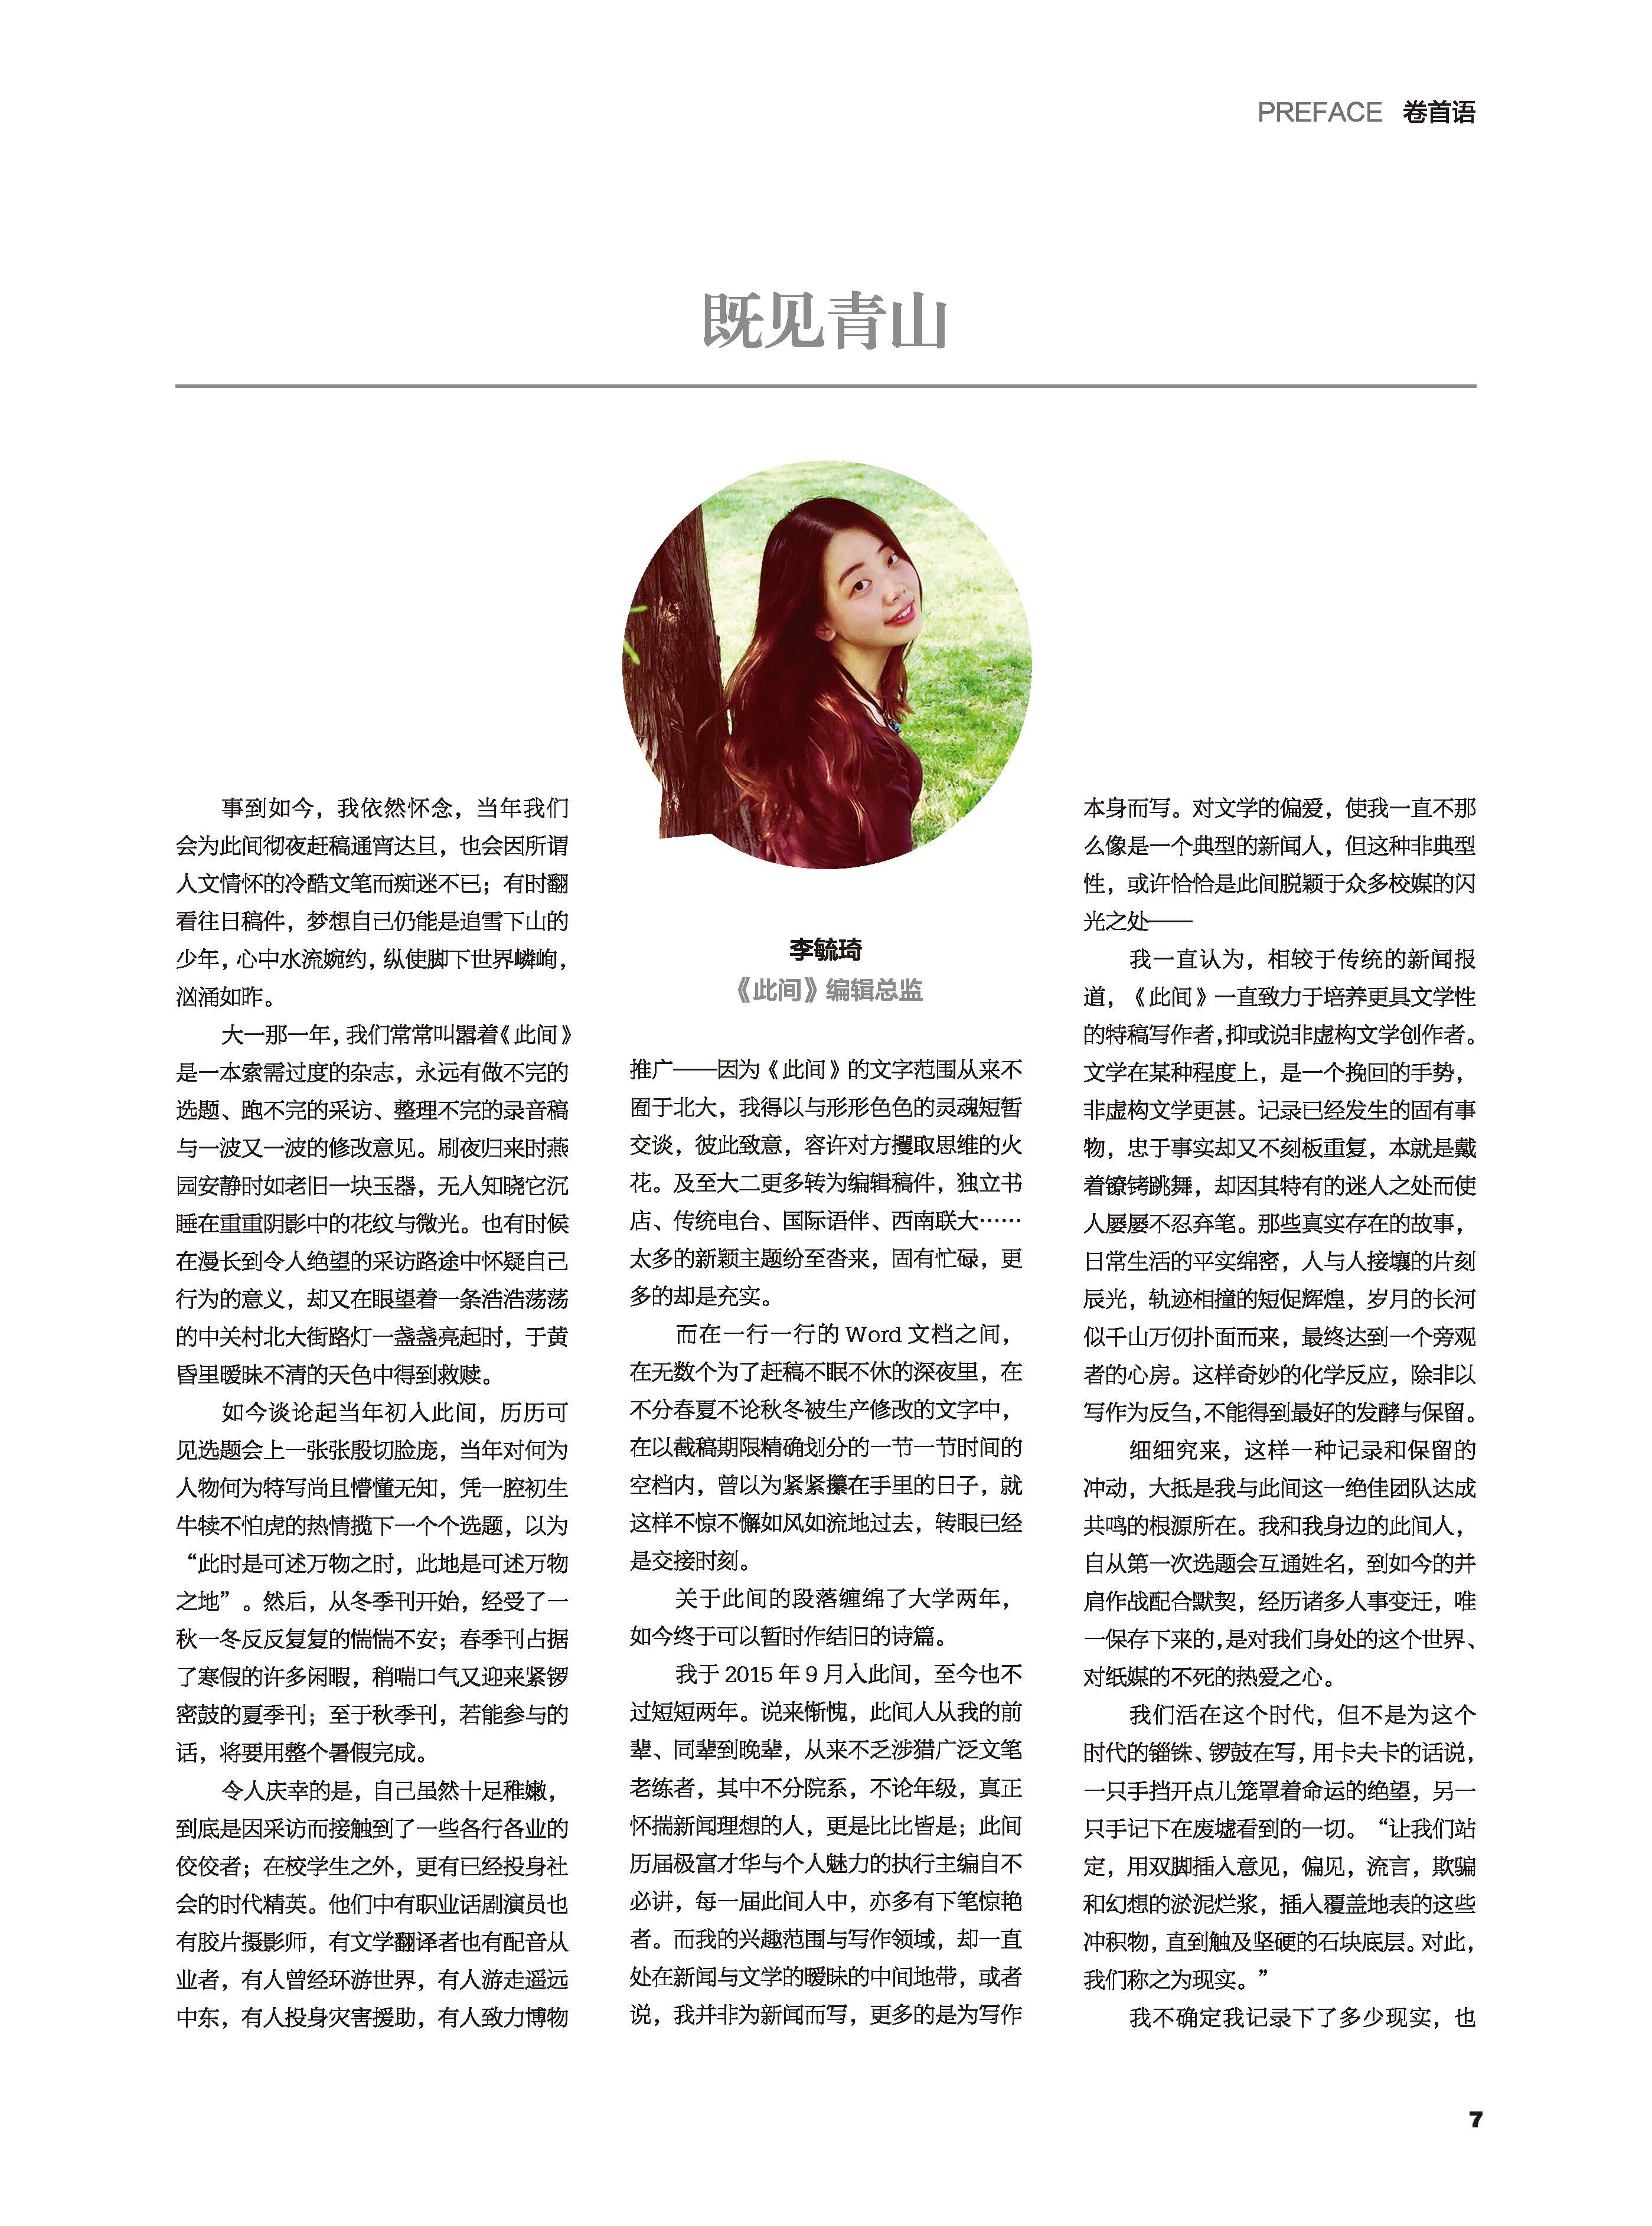 PREFACE 卷首语
既见青山
事到如今，我依然怀念，当年我们
会为此间彻夜赶稿通宵达旦，也会因所谓
人文情怀的冷酷文笔而痴迷不已；有时翻
看往日稿件，梦想自己仍能是追雪下山的
少年，心中水流婉约，纵使脚下世界嶙峋，
汹涌如昨。
大一那一年，我们常常叫嚣着《此间》
是一本索需过度的杂志，永远有做不完的
选题、跑不完的采访、整理不完的录音稿
与一波又一波的修改意见。刷夜归来时燕
园安静时如老旧一块玉器，无人知晓它沉
睡在重重阴影中的花纹与微光。也有时候
在漫长到令人绝望的采访路途中怀疑自己
行为的意义，却又在眼望着一条浩浩荡荡
的中关村北大街路灯一盏盏亮起时，于黄
昏里暧昧不清的天色中得到救赎。
如今谈论起当年初入此间，历历可
见选题会上一张张殷切脸庞，当年对何为
人物何为特写尚且懵懂无知，凭一腔初生
牛犊不怕虎的热情揽下一个个选题，以为
“此时是可述万物之时，此地是可述万物
之地”。然后，从冬季刊开始，经受了一
秋一冬反反复复的惴惴不安；春季刊占据
了寒假的许多闲暇，稍喘口气又迎来紧锣
密鼓的夏季刊；至于秋季刊，若能参与的
话，将要用整个暑假完成。
令人庆幸的是，自己虽然十足稚嫩，
到底是因采访而接触到了一些各行各业的
佼佼者；在校学生之外，更有已经投身社
会的时代精英。他们中有职业话剧演员也
有胶片摄影师，有文学翻译者也有配音从
业者，有人曾经环游世界，有人游走遥远
中东，有人投身灾害援助，有人致力博物
李毓琦
《此间》编辑总监
推广——因为《此间》的文字范围从来不
囿于北大，我得以与形形色色的灵魂短暂
交谈，彼此致意，容许对方攫取思维的火
花。及至大二更多转为编辑稿件，独立书
店、传统电台、国际语伴、西南联大……
太多的新颖主题纷至沓来，固有忙碌，更
多的却是充实。
而在一行一行的 Word 文档之间，
在无数个为了赶稿不眠不休的深夜里，在
不分春夏不论秋冬被生产修改的文字中，
在以截稿期限精确划分的一节一节时间的
空档内，曾以为紧紧攥在手里的日子，就
这样不惊不懈如风如流地过去，转眼已经
是交接时刻。
关于此间的段落缠绵了大学两年，
如今终于可以暂时作结旧的诗篇。
我于 2015 年 9 月入此间，至今也不
过短短两年。说来惭愧，此间人从我的前
辈、同辈到晚辈，从来不乏涉猎广泛文笔
老练者，其中不分院系，不论年级，真正
怀揣新闻理想的人，更是比比皆是；此间
历届极富才华与个人魅力的执行主编自不
必讲，每一届此间人中，亦多有下笔惊艳
者。而我的兴趣范围与写作领域，却一直
处在新闻与文学的暧昧的中间地带，或者
说，我并非为新闻而写，更多的是为写作
本身而写。对文学的偏爱，使我一直不那
么像是一个典型的新闻人，但这种非典型
性，或许恰恰是此间脱颖于众多校媒的闪
光之处——
我一直认为，相较于传统的新闻报
道，《此间》一直致力于培养更具文学性
的特稿写作者，抑或说非虚构文学创作者。
文学在某种程度上，是一个挽回的手势，
非虚构文学更甚。记录已经发生的固有事
物，忠于事实却又不刻板重复，本就是戴
着镣铐跳舞，却因其特有的迷人之处而使
人屡屡不忍弃笔。那些真实存在的故事，
日常生活的平实绵密，人与人接壤的片刻
辰光，轨迹相撞的短促辉煌，岁月的长河
似千山万仞扑面而来，最终达到一个旁观
者的心房。这样奇妙的化学反应，除非以
写作为反刍，不能得到最好的发酵与保留。
细细究来，这样一种记录和保留的
冲动，大抵是我与此间这一绝佳团队达成
共鸣的根源所在。我和我身边的此间人，
自从第一次选题会互通姓名，到如今的并
肩作战配合默契，经历诸多人事变迁，唯
一保存下来的，是对我们身处的这个世界、
对纸媒的不死的热爱之心。
我们活在这个时代，但不是为这个
时代的锱铢、锣鼓在写，用卡夫卡的话说，
一只手挡开点儿笼罩着命运的绝望，另一
只手记下在废墟看到的一切。“让我们站
定，用双脚插入意见，偏见，流言，欺骗
和幻想的淤泥烂浆，插入覆盖地表的这些
冲积物，直到触及坚硬的石块底层。对此，
我们称之为现实。”
我不确定我记录下了多少现实，也
7